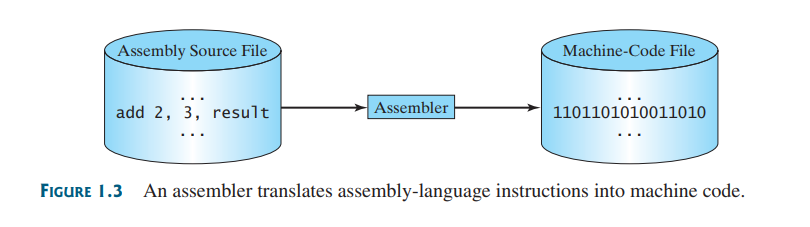 Assembly Source File
...
add 2, 3, result
...
Assembler
Machine-Code File
...
1101101010011010
...
FIGURE 1.3 An assembler translates assembly-language instructions into machine code.